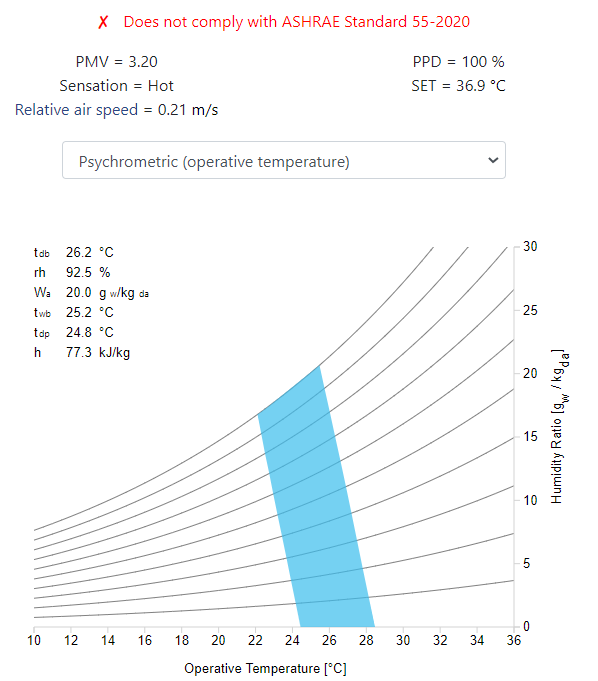 ✗ Does not comply with ASHRAE Standard 55-2020
PMV = 3.20
PPD = 100 %
Sensation = Hot
SET = 36.9 °C
Relative air speed = 0.21 m/s
Psychrometric (operative temperature)
tdb 26.2 °C
rh 92.5 %
Wa 20.0 g w/kg da
twb 25.2 °C
tdp 24.8 °C
h 77.3 kJ/kg
30
25
20
15
10
5
0
Humidity Ratio [gw / kgda]
10 12 14 16 18 20 22 24 26 28 30 32 34 36
Operative Temperature [°C]